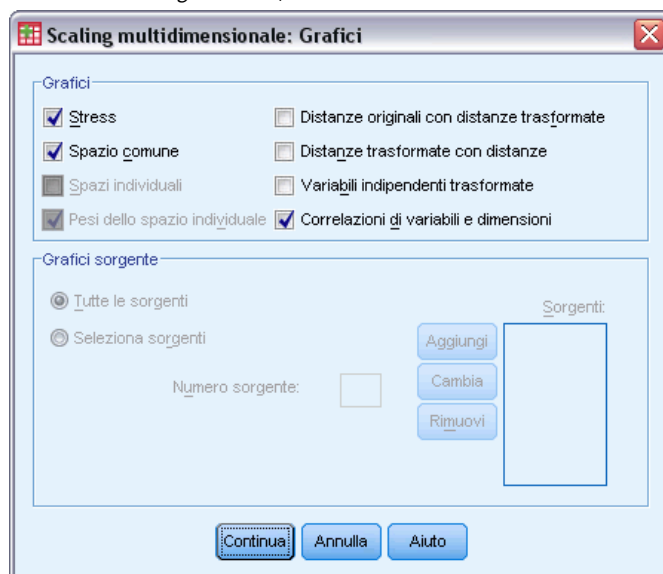 Scaling multidimensionale: Grafici
Grafici
Stress
Distanze originali con distanze trasformate
Spazio comune
Distanze trasformate con distanze
Spazi individuali
Variabili indipendenti trasformate
Pesi dello spazio individuale
Correlazioni di variabili e dimensioni
Grafici sorgente
Tutte le sorgenti
Sorgenti:
Seleziona sorgenti
Aggiungi
Numero sorgente:
Cambia
Rimuovi
Continua
Annulla
Aiuto